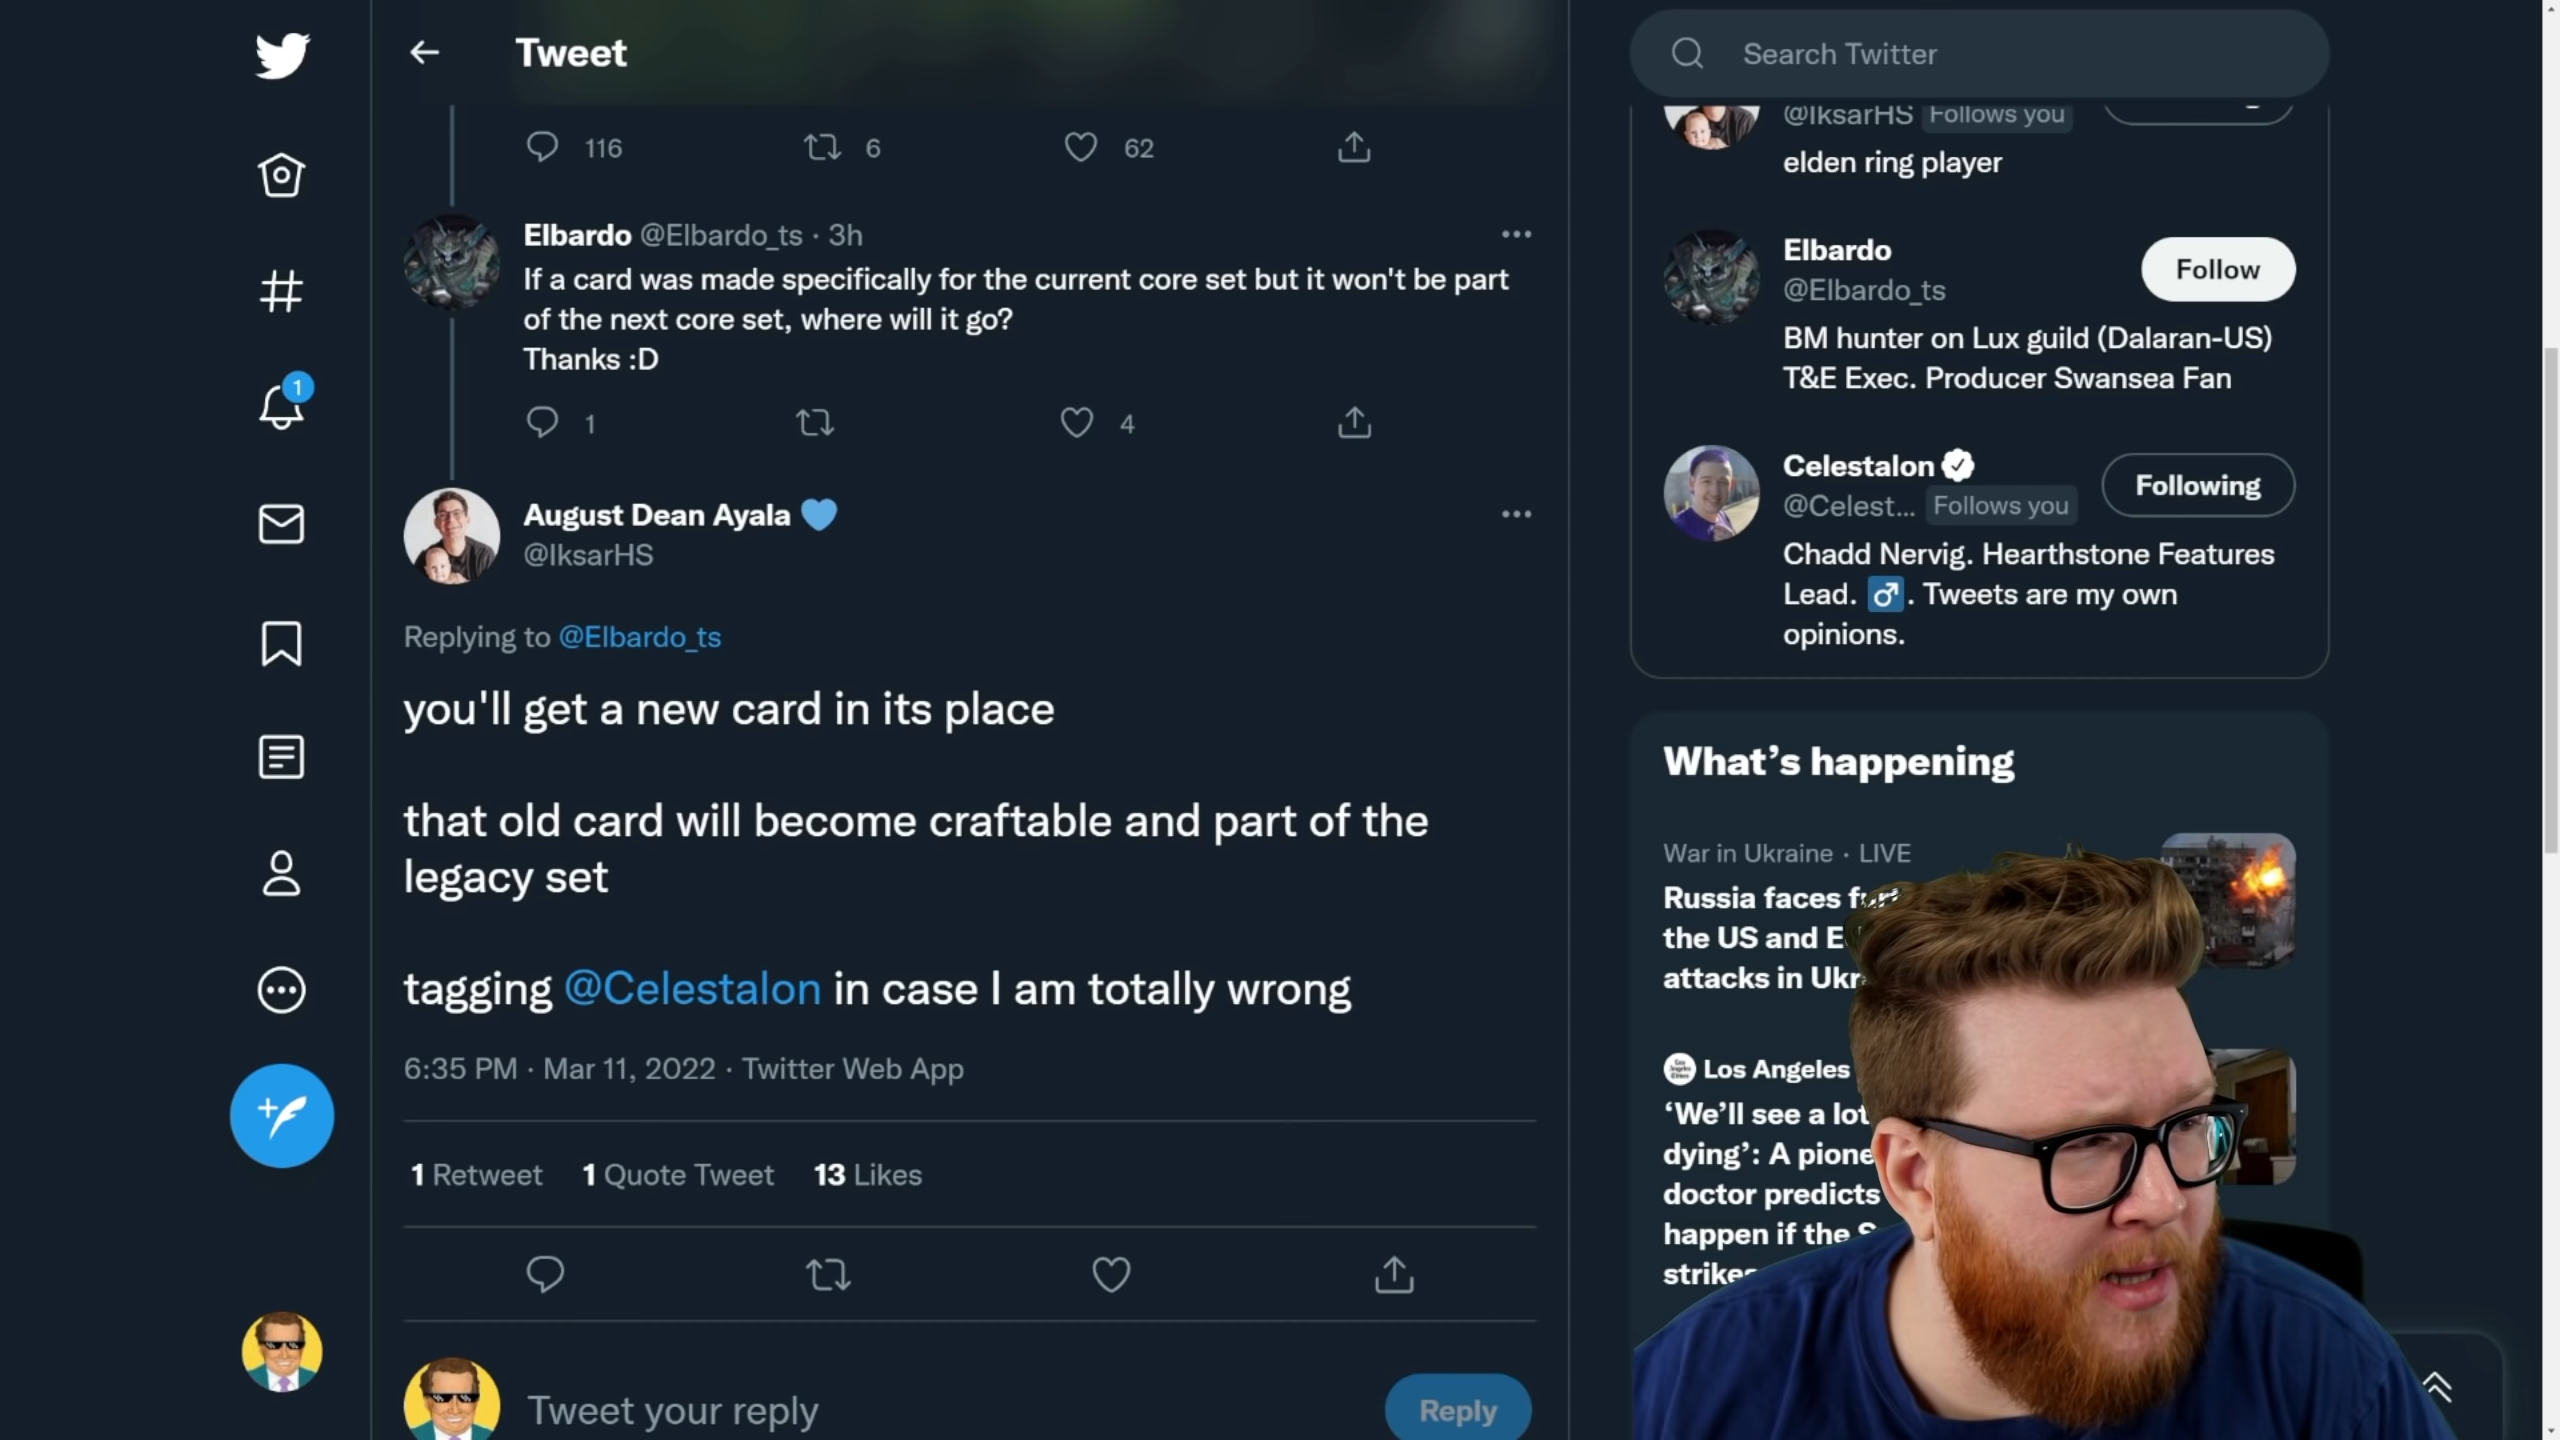 Tweet
116
6
62
Elbardo @Elbardo_ts · 3h
If a card was made specifically for the current core set but it won't be part
of the next core set, where will it go?
Thanks :D
1
4
August Dean Ayala 💙
@IksarHS
Replying to @Elbardo_ts
you'll get a new card in its place
that old card will become craftable and part of the
legacy set
tagging @Celestalon in case I am totally wrong
6:35 PM · Mar 11, 2022 · Twitter Web App
1 Retweet 1 Quote Tweet 13 Likes
Tweet your reply
Reply
1
Search Twitter
@IksarHS Follows you
elden ring player
Elbardo
@Elbardo_ts
Follow
BM hunter on Lux guild (Dalaran-US)
T&E Exec. Producer Swansea Fan
Celestalon
@Celest... Follows you
Following
Chadd Nervig. Hearthstone Features
Lead. ♂. Tweets are my own
opinions.
What's happening
War in Ukraine · LIVE
Russia faces
the US and
attacks in
Los Angeles
‘We'll see a lot
dying’: A
doctor predicts
happen if the